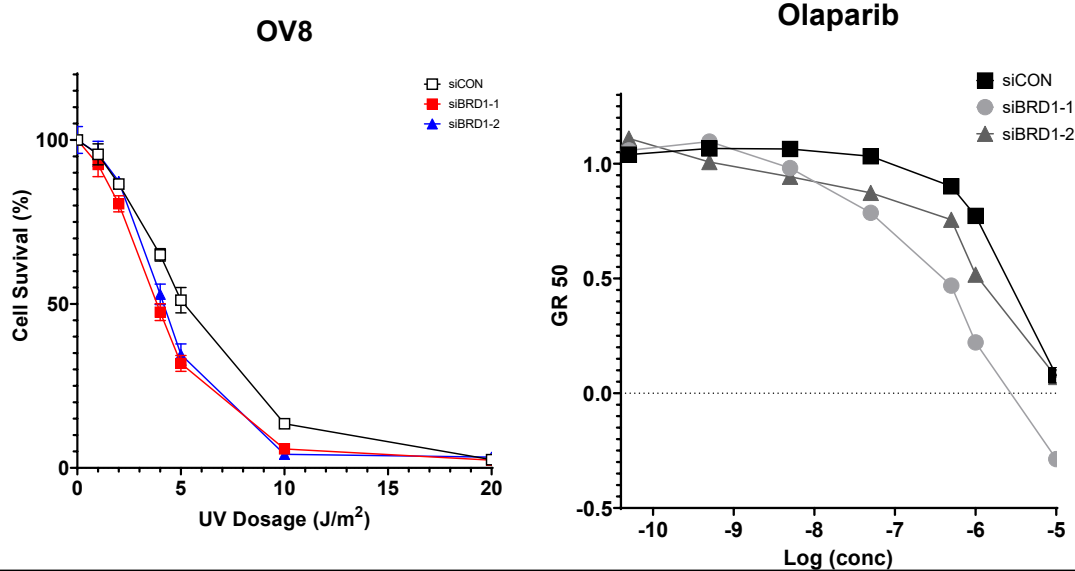 OV8
siCON
siBRD1-1
siBRD1-2
100
50
0
Cell Suvival (%)
0
5
10
15
20
UV Dosage (J/m²)
Olaparib
siCON
siBRD1-1
siBRD1-2
1.0
0.5
0.0
-0.5
GR 50
-10
-9
-8
-7
-6
-5
Log (conc)